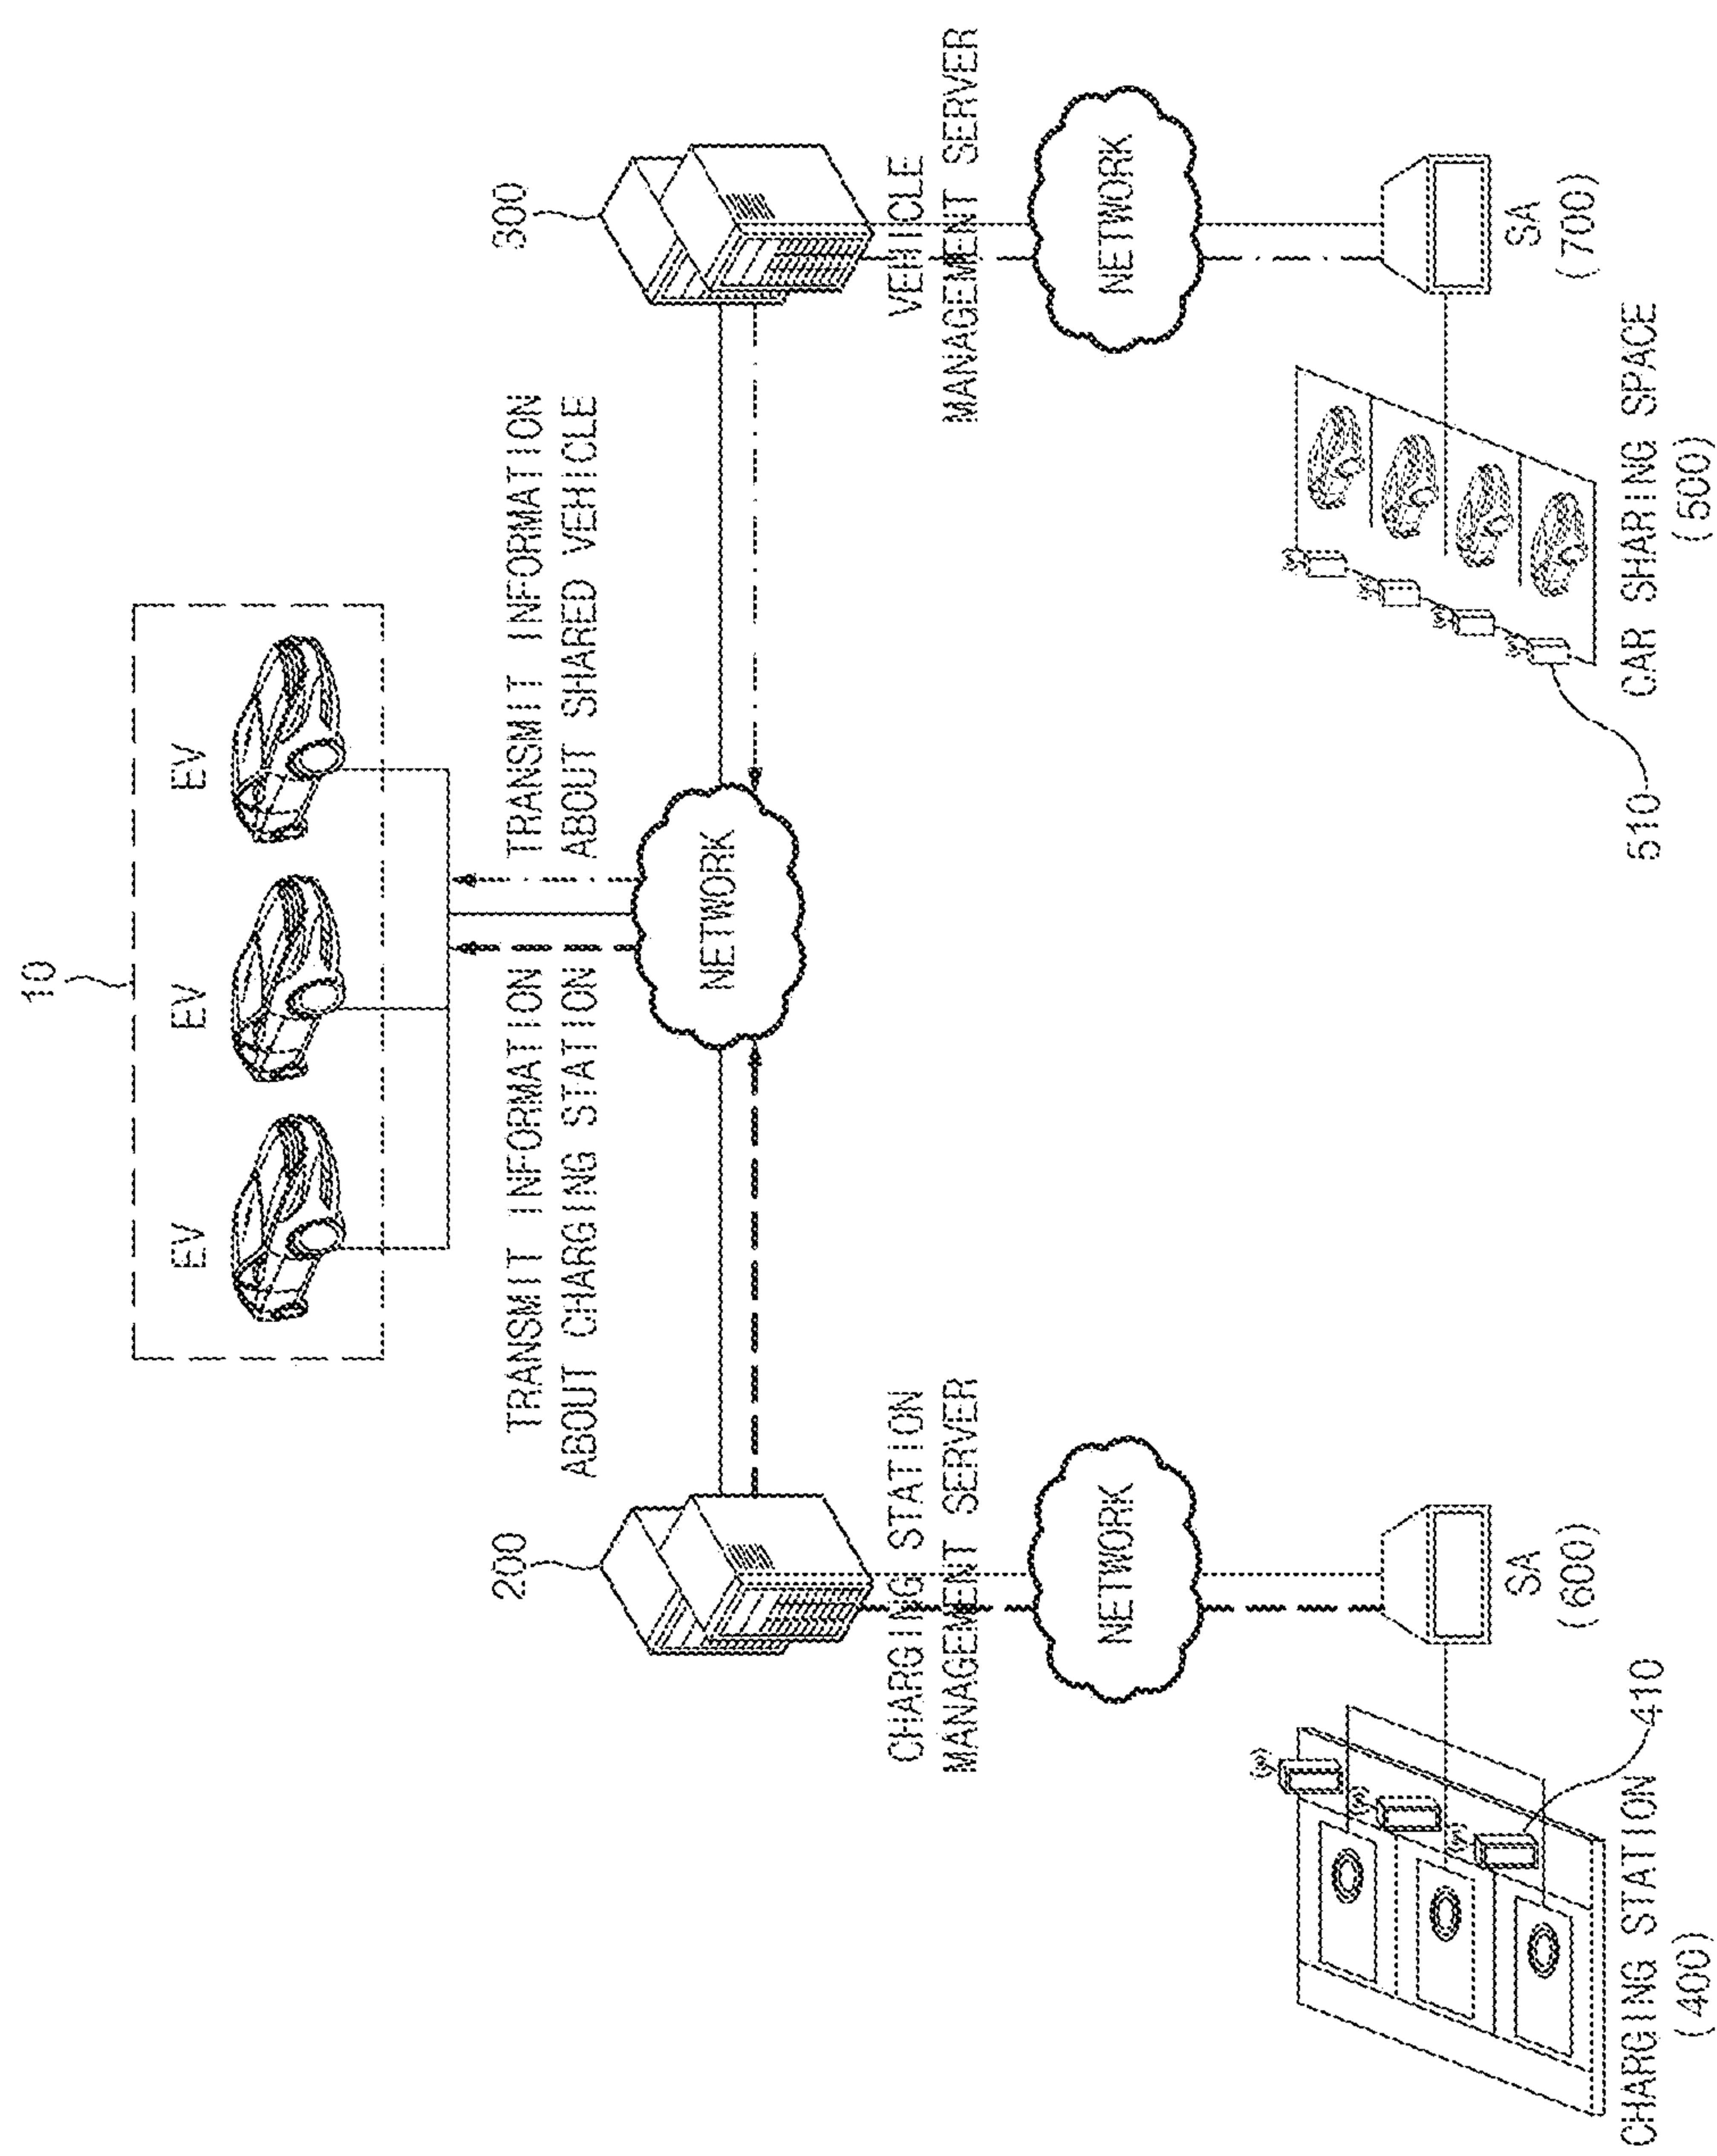 10
EV
EV
EV
TRANSMIT INFORMATION
ABOUT CHARGING STATION
TRANSMIT INFORMATION
ABOUT SHARED VEHICLE
200
NETWORK
300
CHARGING STATION
MANAGEMENT SERVER
VEHICLE
MANAGEMENT SERVER
NETWORK
NETWORK
SA
(600)
SA
(700)
410
CHARGING STATION
(400)
510
CAR SHARING SPACE
(500)